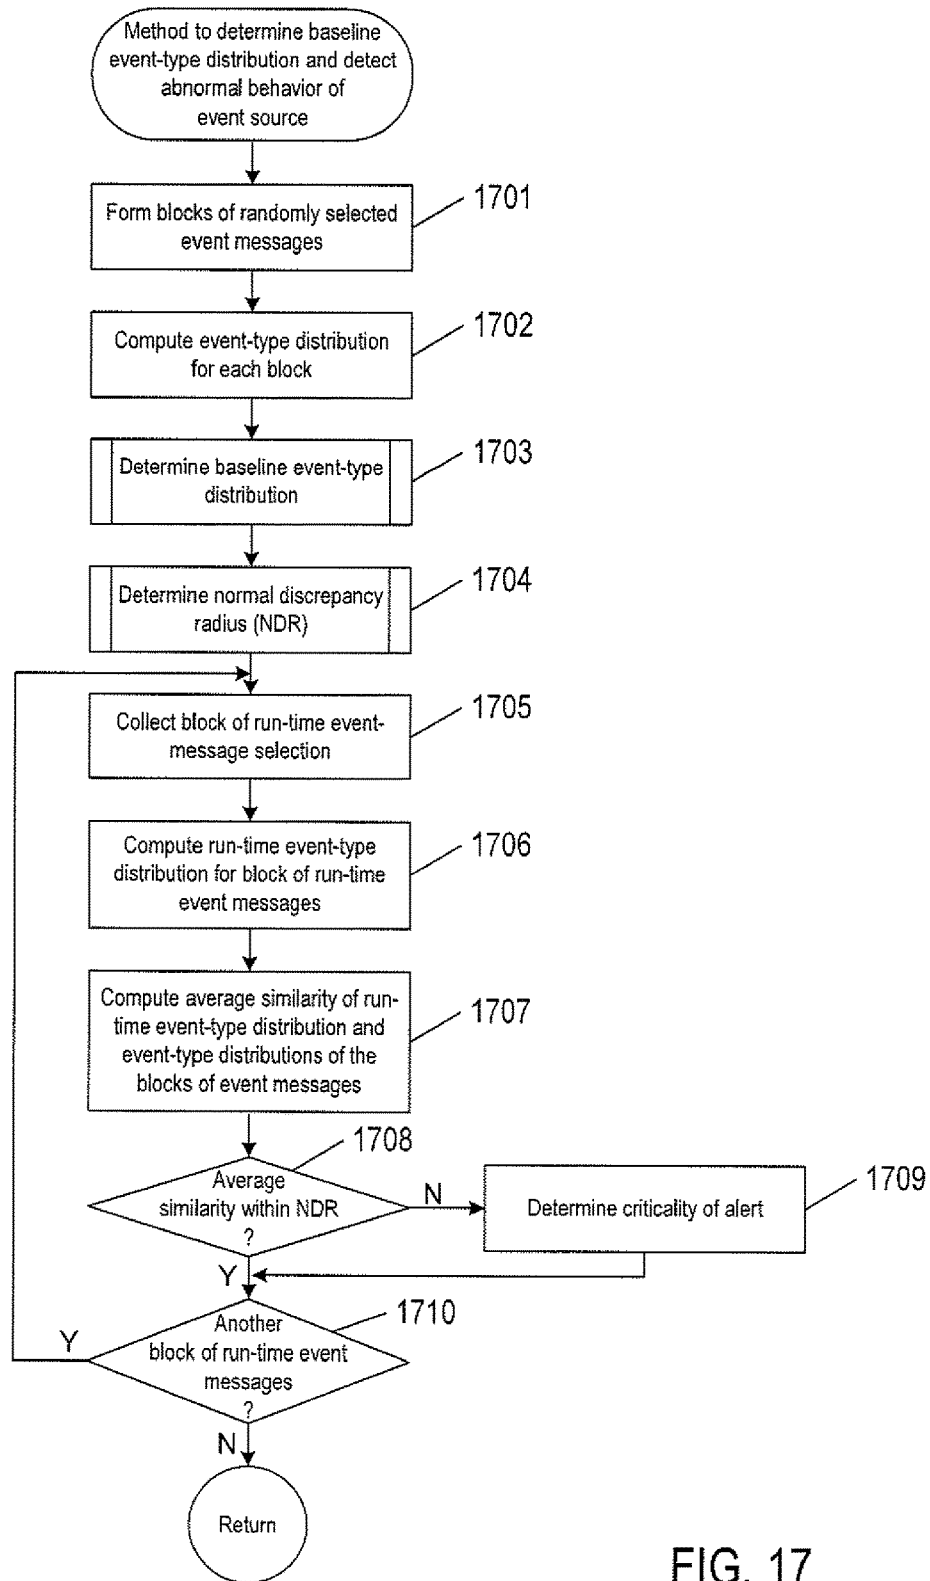 Method to determine baseline
event-type distribution and detect
abnormal behavior of
event source
1701
Form blocks of randomly selected
event messages
1702
Compute event-type distribution
for each block
1703
Determine baseline event-type
distribution
1704
Determine normal discrepancy
radius (NDR)
1705
Collect block of run-time event-
message selection
1706
Compute run-time event-type
distribution for block of run-time
event messages
1707
Compute average similarity of run-
time event-type distribution and
event-type distributions of the
blocks of event messages
1708
Average
similarity within NDR
?
N
1709
Determine criticality of alert
Y
1710
Another
block of run-time event
messages
?
Y
N
Return
FIG. 17